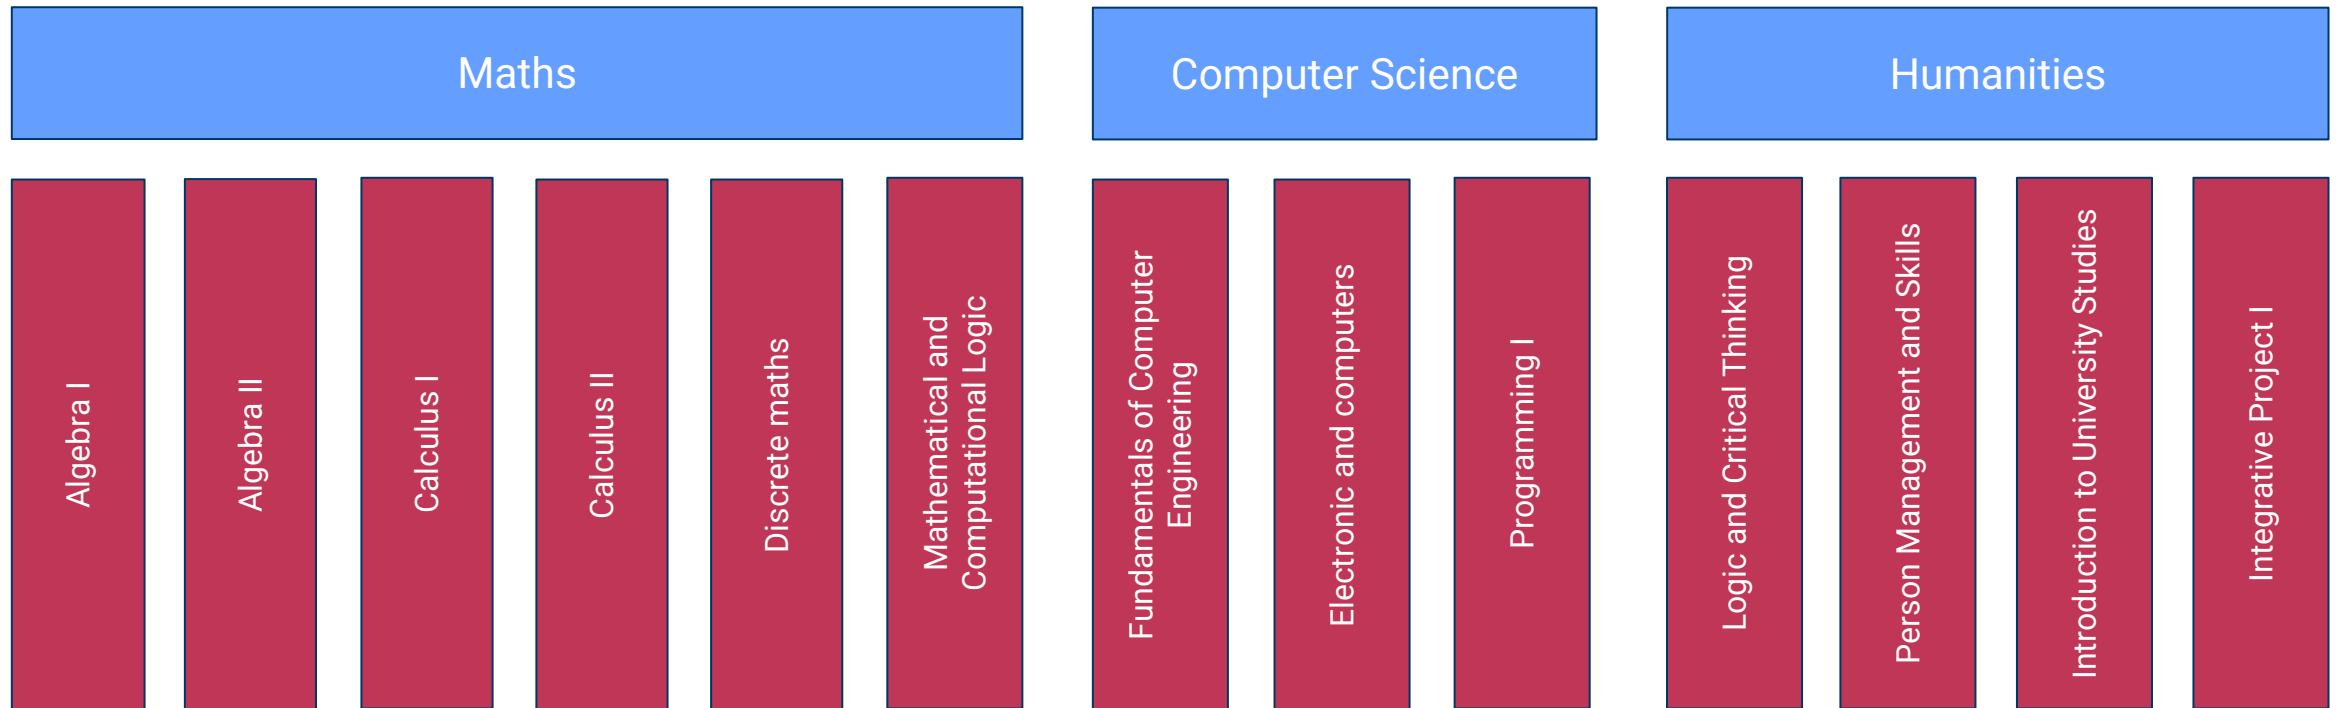 Maths
Computer Science
Humanities
Algebra I
Algebra II
Calculus I
Calculus II
Discrete maths
Mathematical and
Computational Logic
Fundamentals of Computer
Engineering
Electronic and computers
Programming I
Logic and Critical Thinking
Person Management and Skills
Introduction to University Studies
Integrative Project I